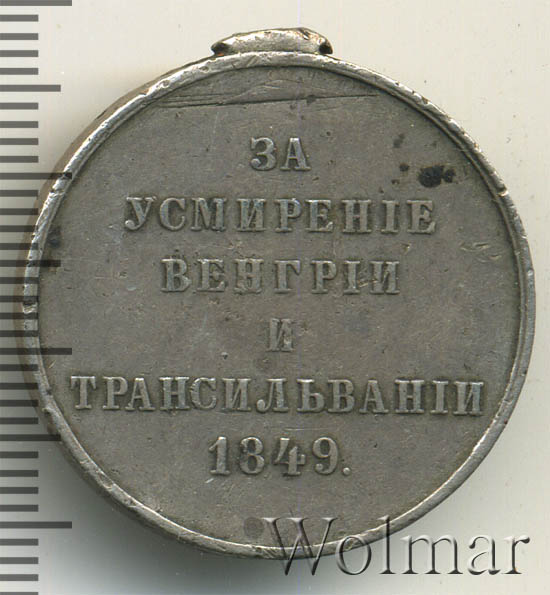 ЗА
УСМИРЕНІЕ
ВЕНГРІИ
И
ТРАНСИЛЬВАНІИ
1849.
Wolmar